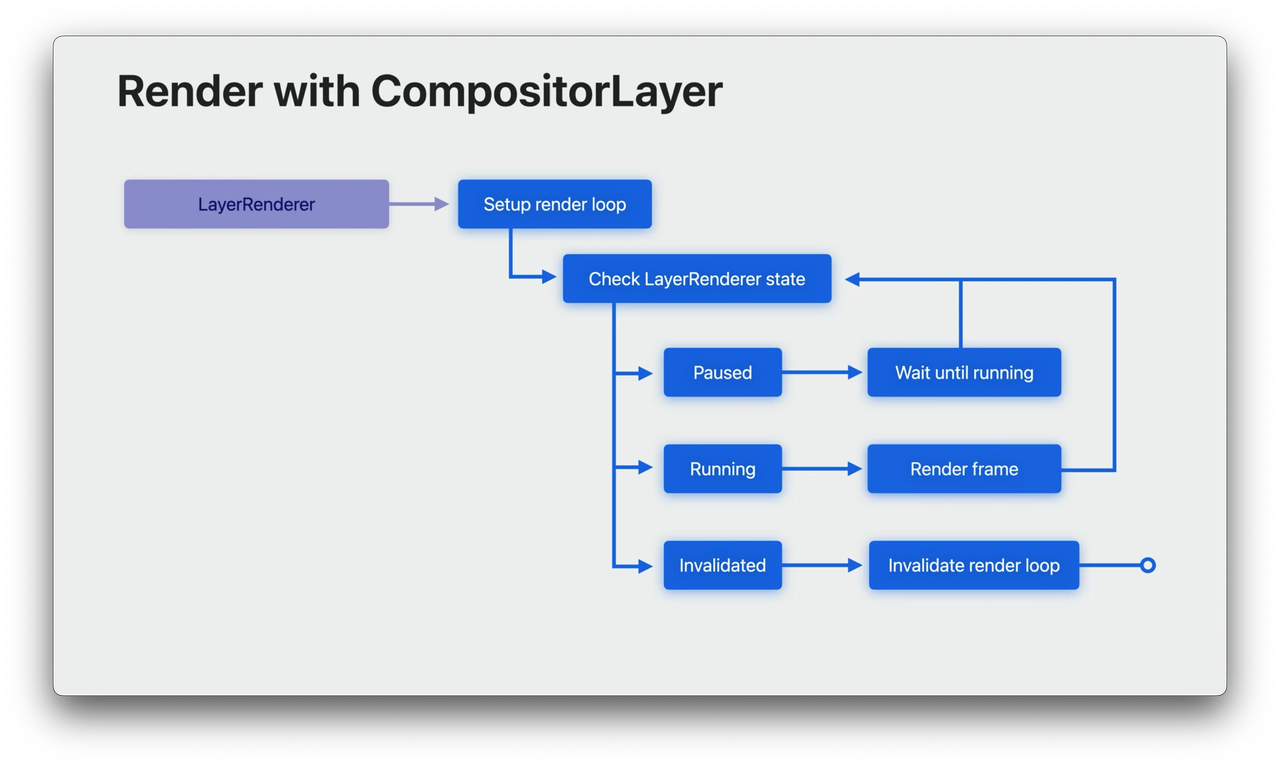 Render with CompositorLayer
LayerRenderer
Setup render loop
Check LayerRenderer state
Paused
Wait until running
Running
Render frame
Invalidated
Invalidate render loop